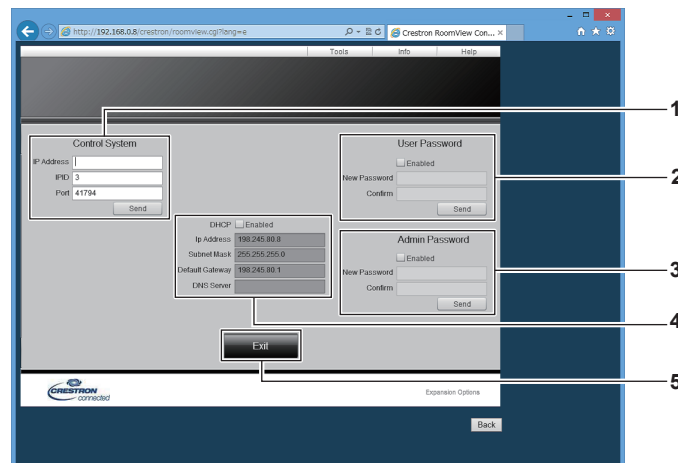 http://192.168.0.8/crestron/roomview.cgi?lang=e
Crestron RoomView Con... ×
Tools Info Help
1
Control System
IP Address
IPID 3
Port 41794
Send
User Password
Enabled
New Password
Confirm
Send
2
DHCP Enabled
Ip Address 198.245.80.8
Subnet Mask 255.255.255.0
Default Gateway 198.245.80.1
DNS Server
Admin Password
Enabled
New Password
Confirm
Send
3
4
Exit
5
CRESTRON
connected
Expansion Options
Back